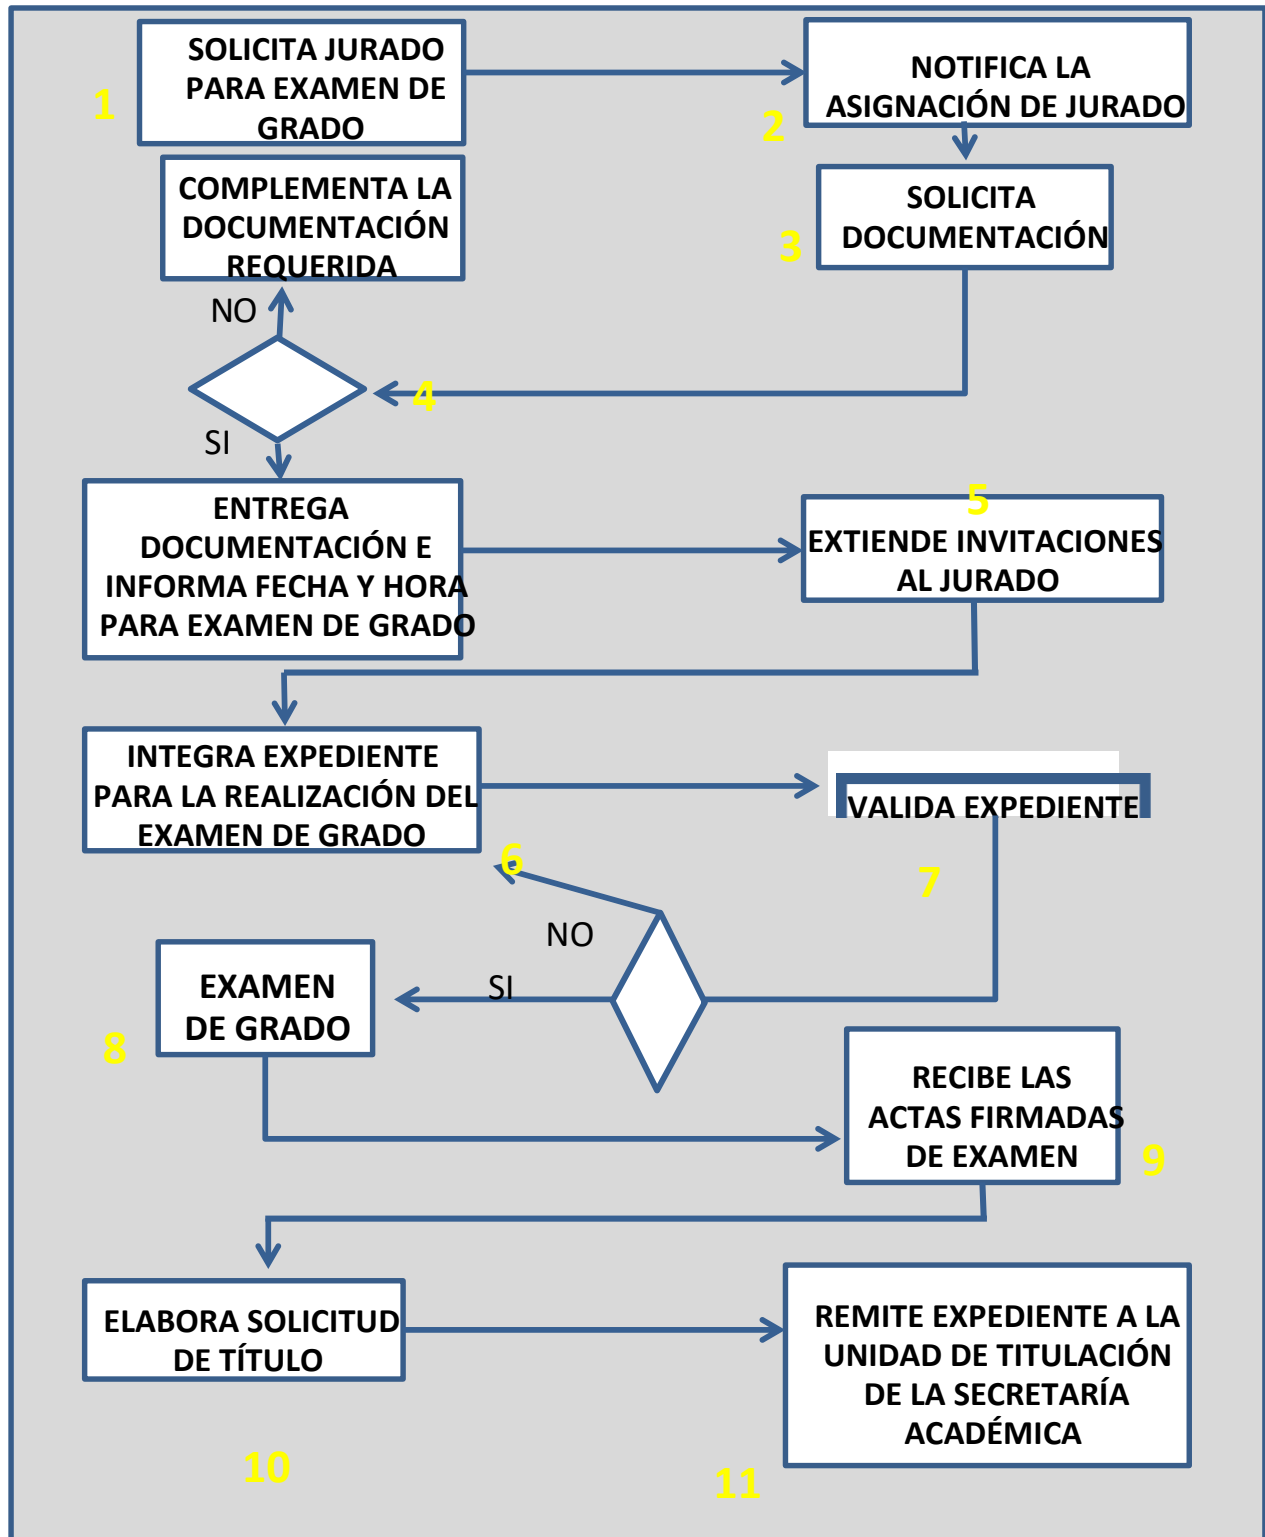 SOLICITA JURADO
PARA EXAMEN DE
GRADO
1
NOTIFICA LA
ASIGNACIÓN DE JURADO
2
COMPLEMENTA LA
DOCUMENTACIÓN
REQUERIDA
SOLICITA
DOCUMENTACIÓN
3
NO
4
SI
ENTREGA
DOCUMENTACIÓN E
INFORMA FECHA Y HORA
PARA EXAMEN DE GRADO
5
EXTIENDE INVITACIONES
AL JURADO
INTEGRA EXPEDIENTE
PARA LA REALIZACIÓN DEL
EXAMEN DE GRADO
6
VALIDA EXPEDIENTE
7
NO
SI
EXAMEN
DE GRADO
8
RECIBE LAS
ACTAS FIRMADAS
DE EXAMEN
9
ELABORA SOLICITUD
DE TÍTULO
10
REMITE EXPEDIENTE A LA
UNIDAD DE TITULACIÓN
DE LA SECRETARÍA
ACADÉMICA
11